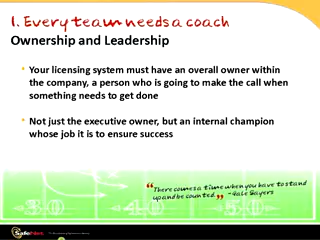 1. Every team needs a coach
Ownership and Leadership
• Your licensing system must have an overall owner within
the company, a person who is going to make the call when
something needs to get done
• Not just the executive owner, but an internal champion
whose job it is to ensure success
"There comes a time when you have to stand
up and be counted." - Gale Sayers
SafeNet